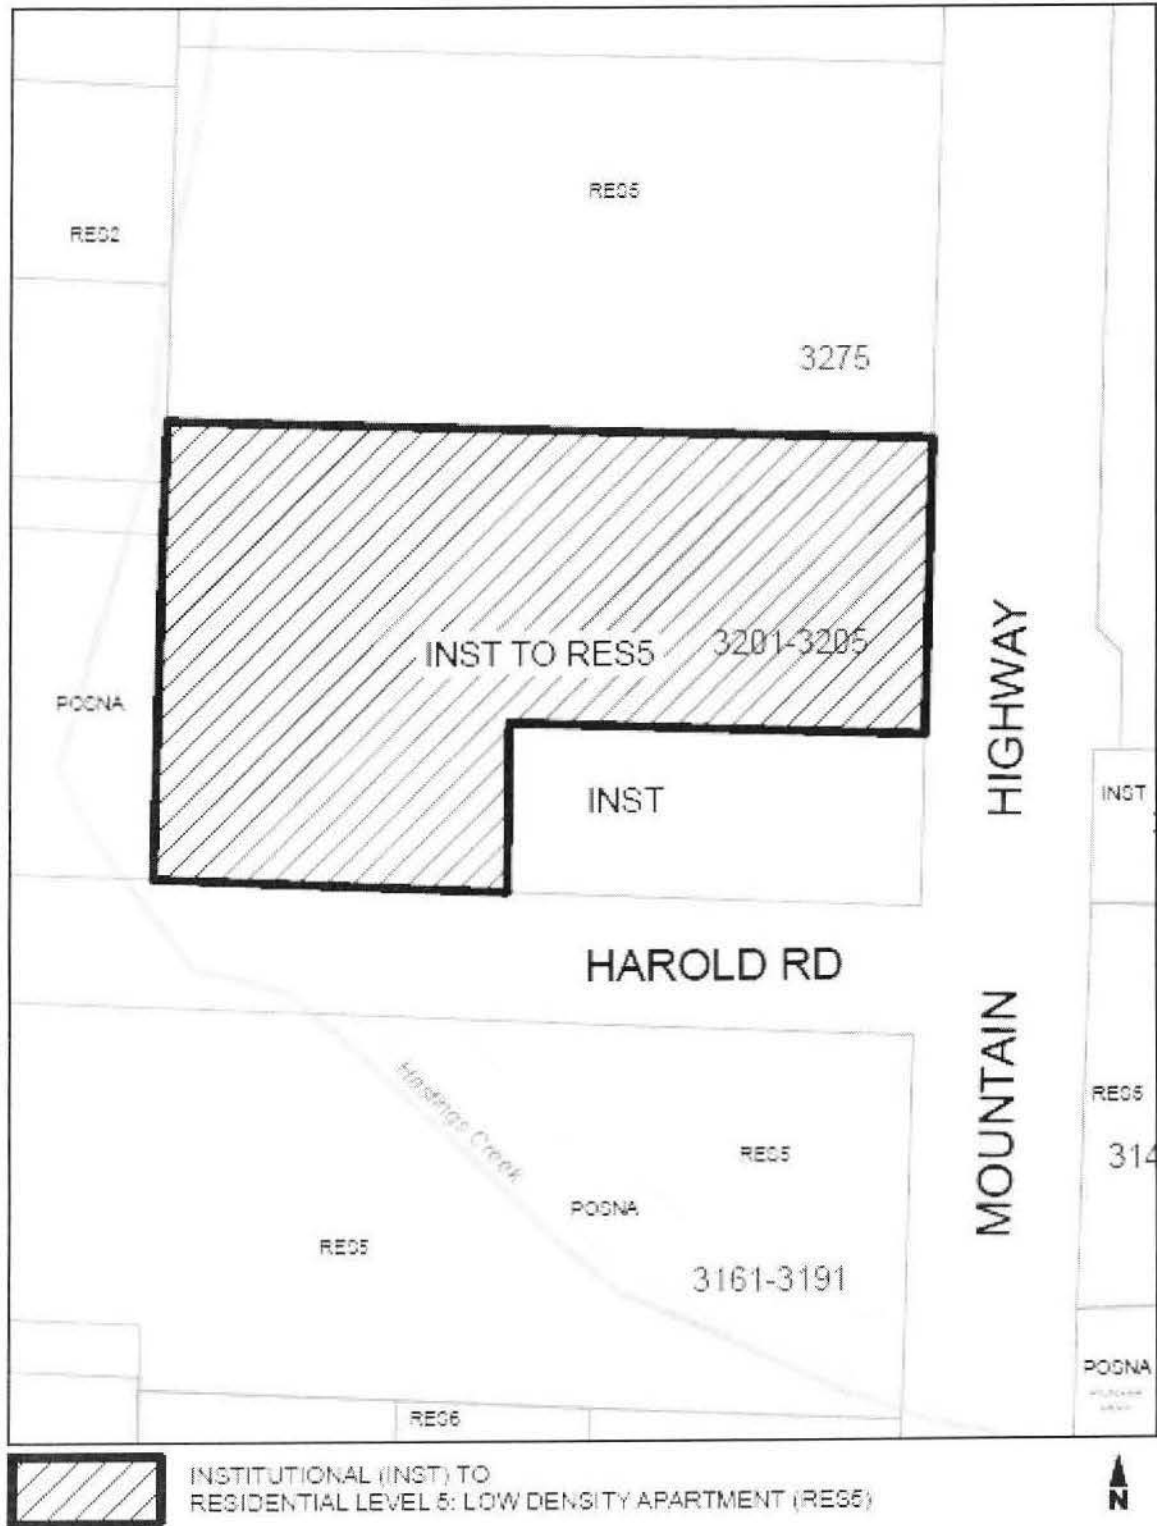 RES5
RES2
3275
HIGHWAY
INST TO RES5
3201-3205
POSNA
INST
INST
HAROLD RD
MOUNTAIN
Hastings Creek
RES5
314
RES5
POSNA
RES5
3161-3191
POSNA
RES6
INSTITUTIONAL (INST) TO
RESIDENTIAL LEVEL 5: LOW DENSITY APARTMENT (RES5)
N